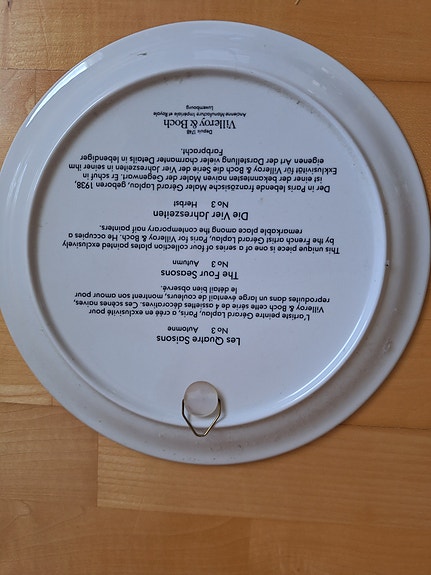 Les Quatre Saisons
No 3 Automne
L'artiste peintre Gérard Laplau, Paris, a créé en exclusivité pour
Villeroy & Boch cette série de 4 assiettes décoratives. Ces scènes naïves,
reproduites dans un large éventail de couleurs, montrent son amour pour
le détail bien observé.
The Four Seasons
No 3 Autumn
This unique piece is one of a series of four collection plates painted exclusively
by the French artist Gérard Laplau, Paris for Villeroy & Boch. He occupies a
remarkable place among the contemporary naif painters.
Die Vier Jahreszeiten
No 3 Herbst
Der in Paris lebende französische Maler Gérard Laplau, geboren 1938,
ist einer der bekanntesten naiven Maler der Gegenwart. Er schuf in
Exklusivität für Villeroy & Boch die Serie der Vier Jahreszeiten in seiner ihm
eigenen Art der Darstellung vieler charmanter Details in lebendiger
Farbpracht.
Villeroy & Boch
Depuis 1748
Ancienne Manufacture Impériale et Royale
Luxembourg